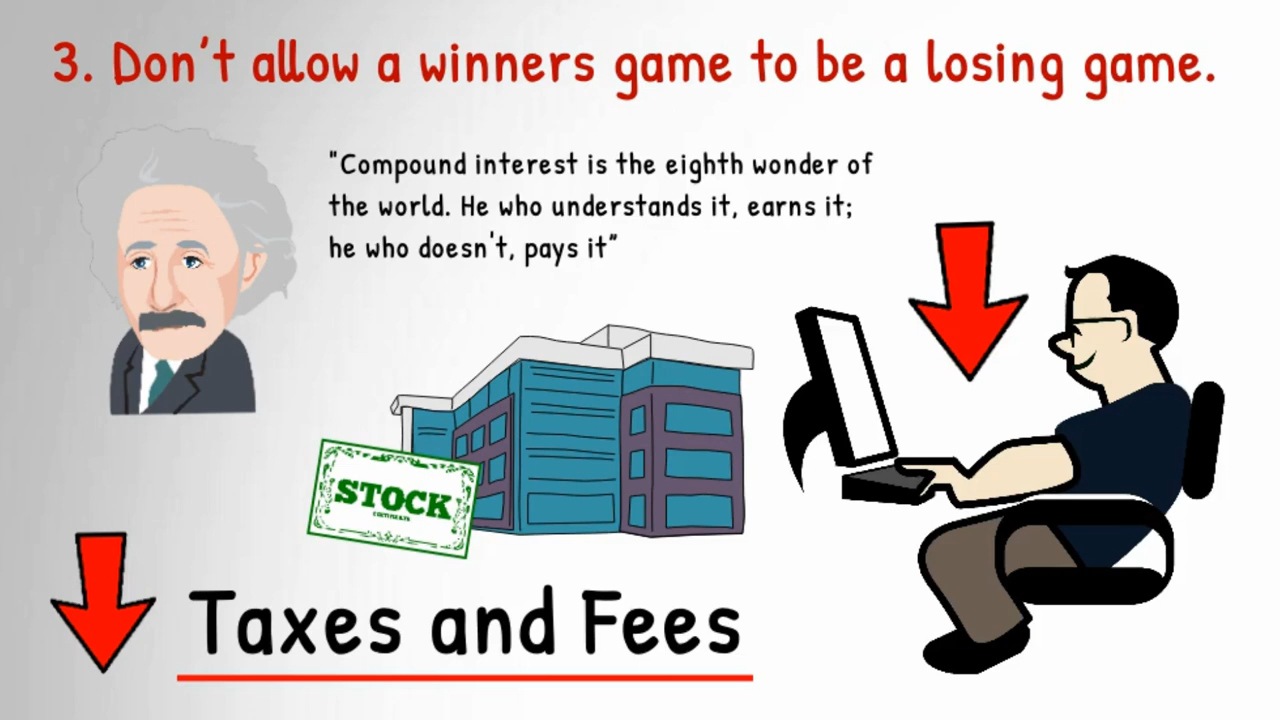 3. Don't allow a winners game to be a losing game.
"Compound interest is the eighth wonder of
the world. He who understands it, earns it;
he who doesn't, pays it"
STOCK
CERTIFICATE
Taxes and Fees